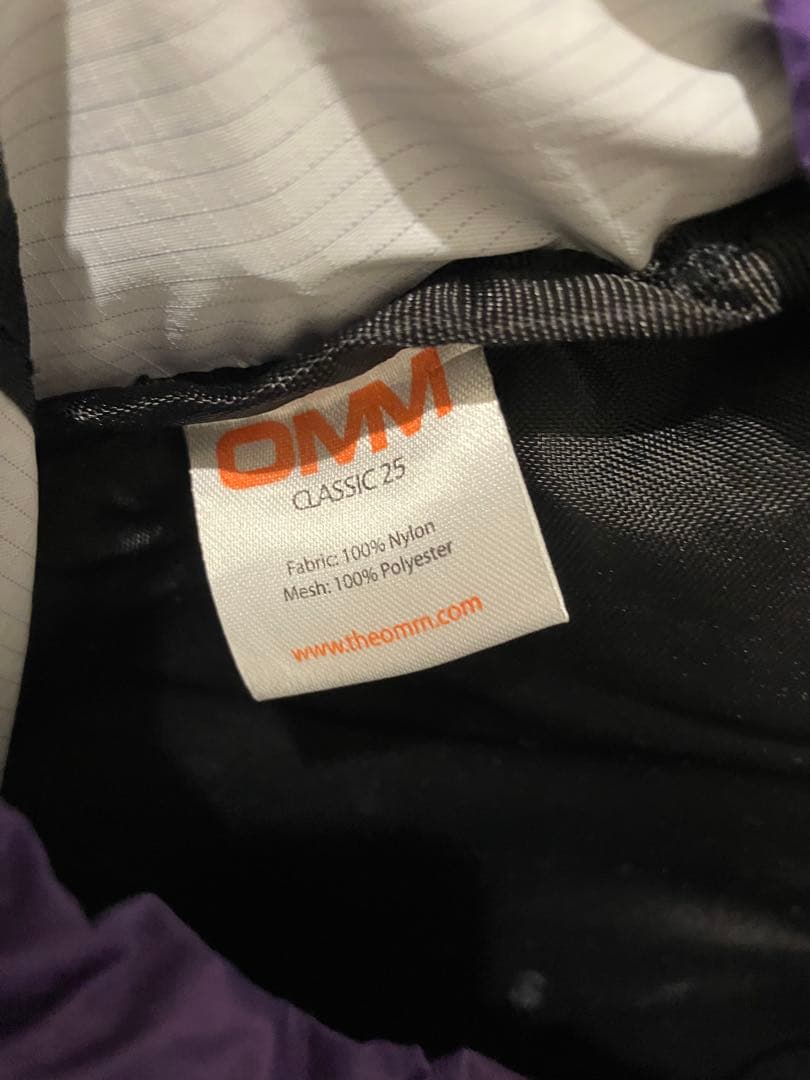 OMM
CLASSIC 25
Fabric: 100% Nylon
Mesh: 100% Polyester
www.theomm.com